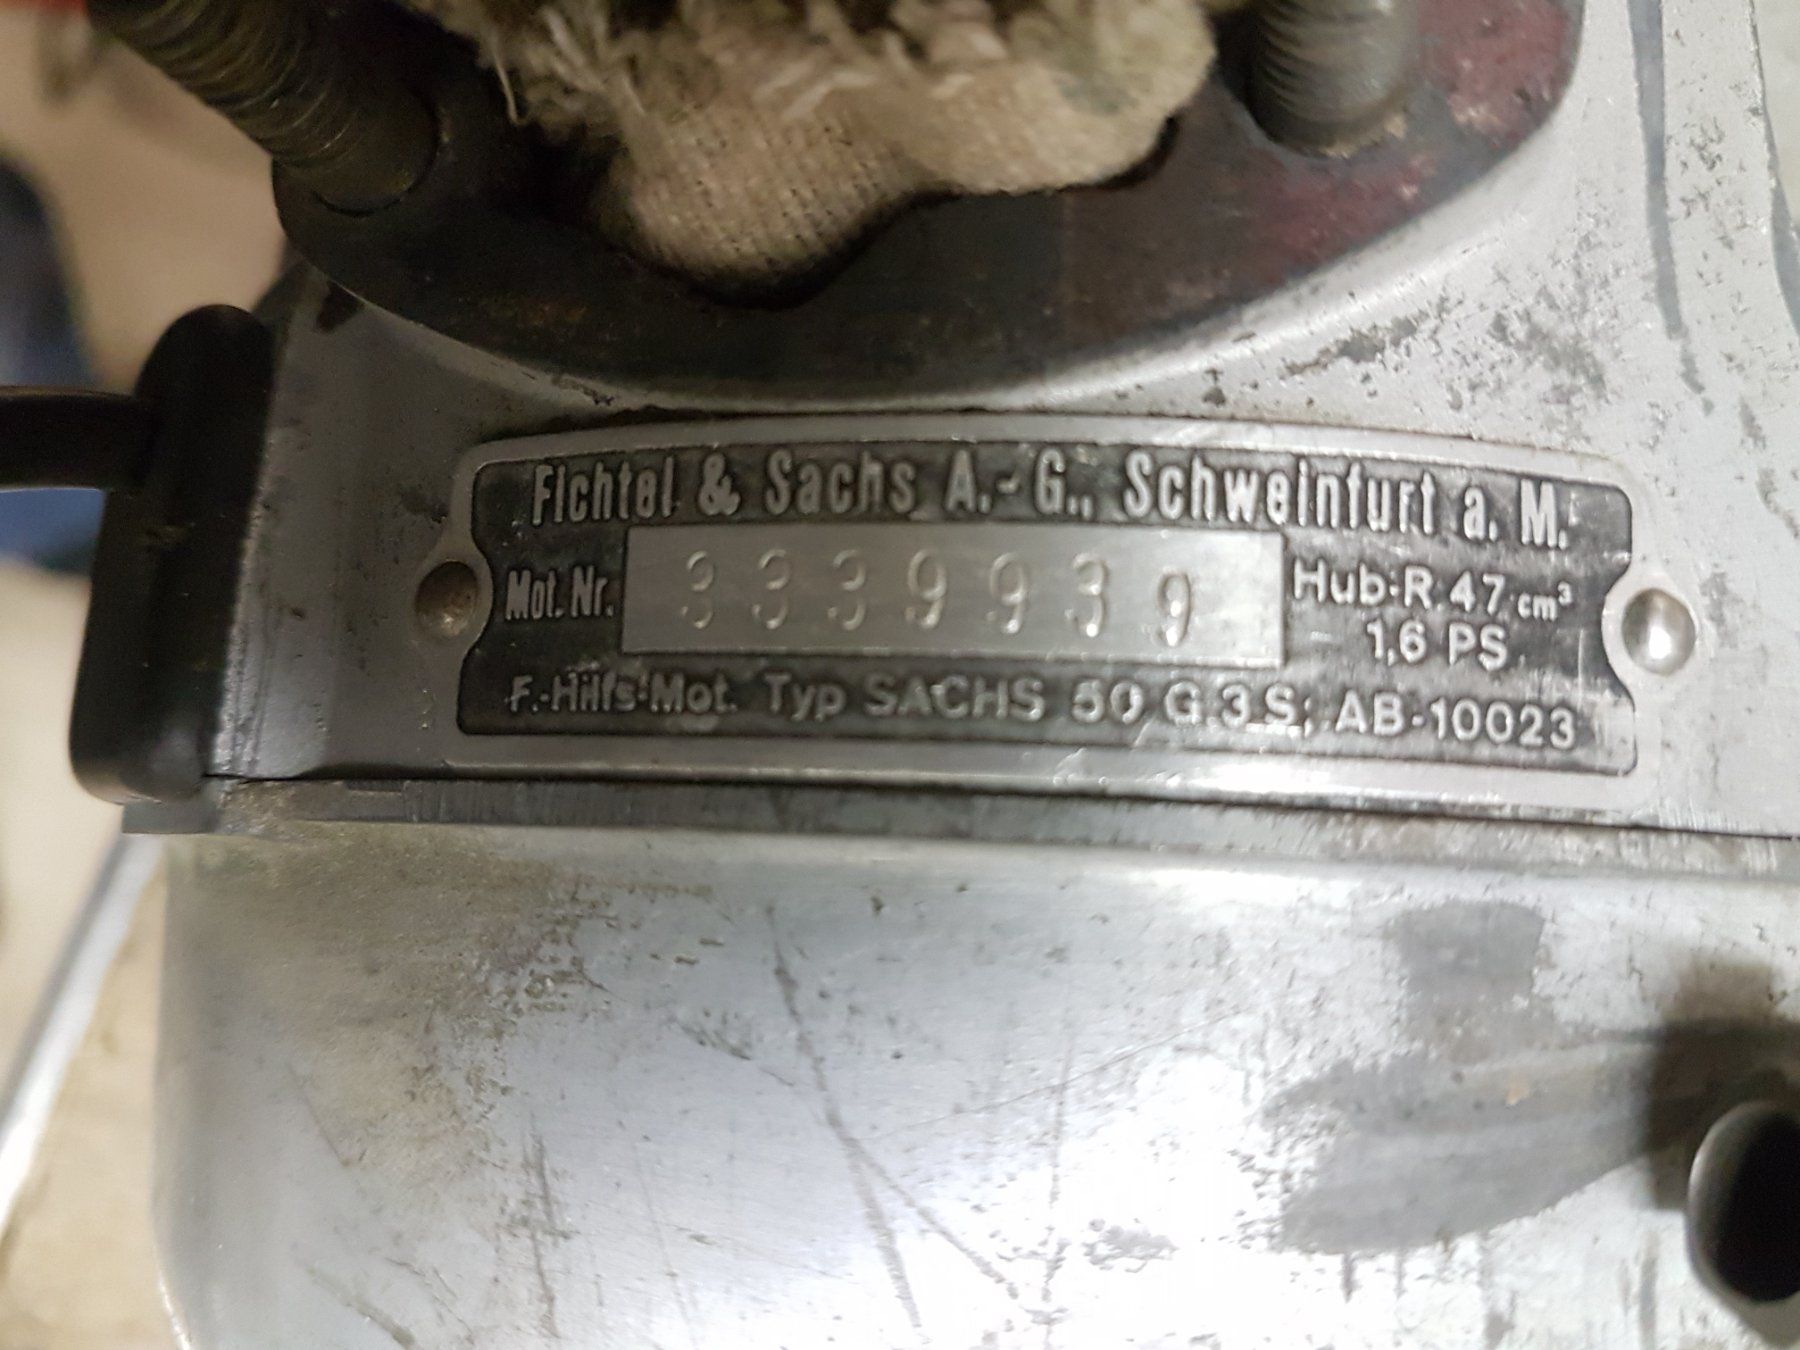 Fichtel & Sachs A.-G., Schweinfurt a. M.
Mot. Nr. 3339939 Hub-R. 47 cm³
1,6 PS
F.-Hilfs-Mot. Typ SACHS 50 G.3 S; AB-10023